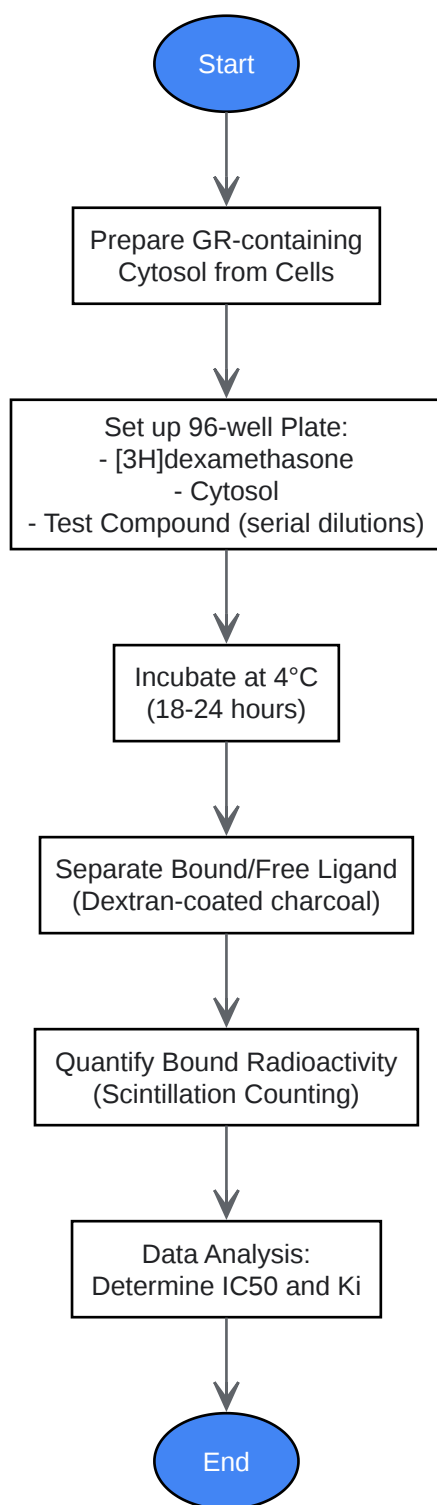 Start
Prepare GR-containing
Cytosol from Cells
Set up 96-well Plate:
- [3H]dexamethasone
- Cytosol
- Test Compound (serial dilutions)
Incubate at 4°C
(18-24 hours)
Separate Bound/Free Ligand
(Dextran-coated charcoal)
Quantify Bound Radioactivity
(Scintillation Counting)
Data Analysis:
Determine IC50 and Ki
End